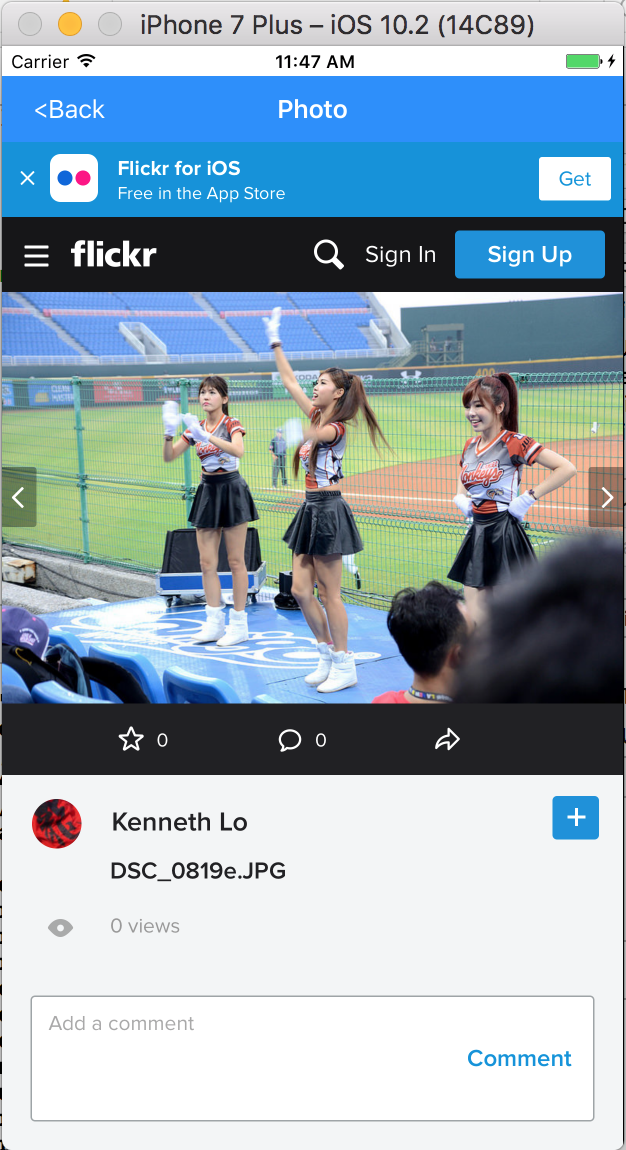 iPhone 7 Plus – iOS 10.2 (14C89)
Carrier 11:47 AM
<Back Photo
Flickr for iOS
Free in the App Store
Get
flickr Sign In Sign Up
400
Monkeys
0 0
Kenneth Lo
DSC_0819e.JPG
0 views
Add a comment
Comment